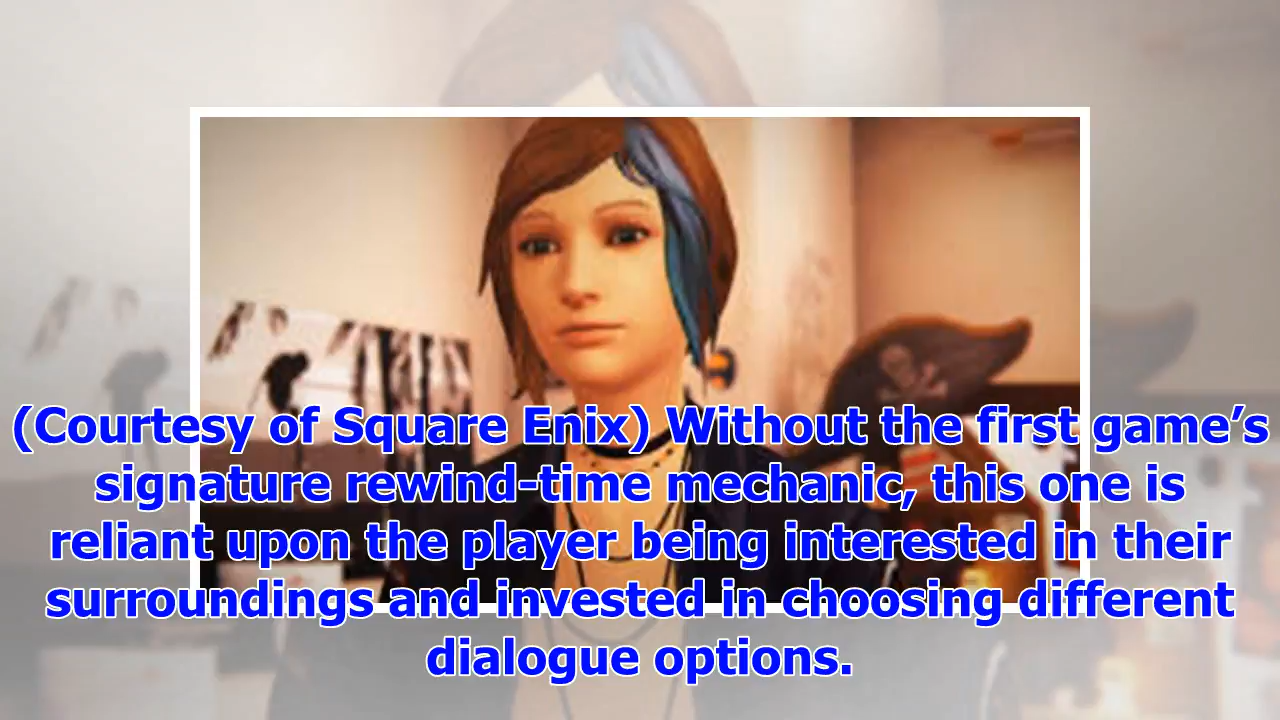 (Courtesy of Square Enix) Without the first game’s
signature rewind-time mechanic, this one is
reliant upon the player being interested in their
surroundings and invested in choosing different
dialogue options.